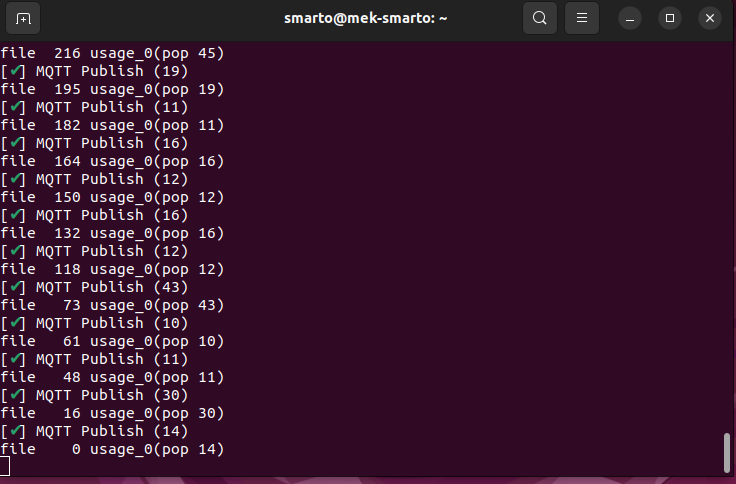 smarto@mek-smarto: ~
file  216 usage_0(pop 45)
[✔] MQTT Publish (19)
file  195 usage_0(pop 19)
[✔] MQTT Publish (11)
file  182 usage_0(pop 11)
[✔] MQTT Publish (16)
file  164 usage_0(pop 16)
[✔] MQTT Publish (12)
file  150 usage_0(pop 12)
[✔] MQTT Publish (16)
file  132 usage_0(pop 16)
[✔] MQTT Publish (12)
file  118 usage_0(pop 12)
[✔] MQTT Publish (43)
file   73 usage_0(pop 43)
[✔] MQTT Publish (10)
file   61 usage_0(pop 10)
[✔] MQTT Publish (11)
file   48 usage_0(pop 11)
[✔] MQTT Publish (30)
file   16 usage_0(pop 30)
[✔] MQTT Publish (14)
file    0 usage_0(pop 14)